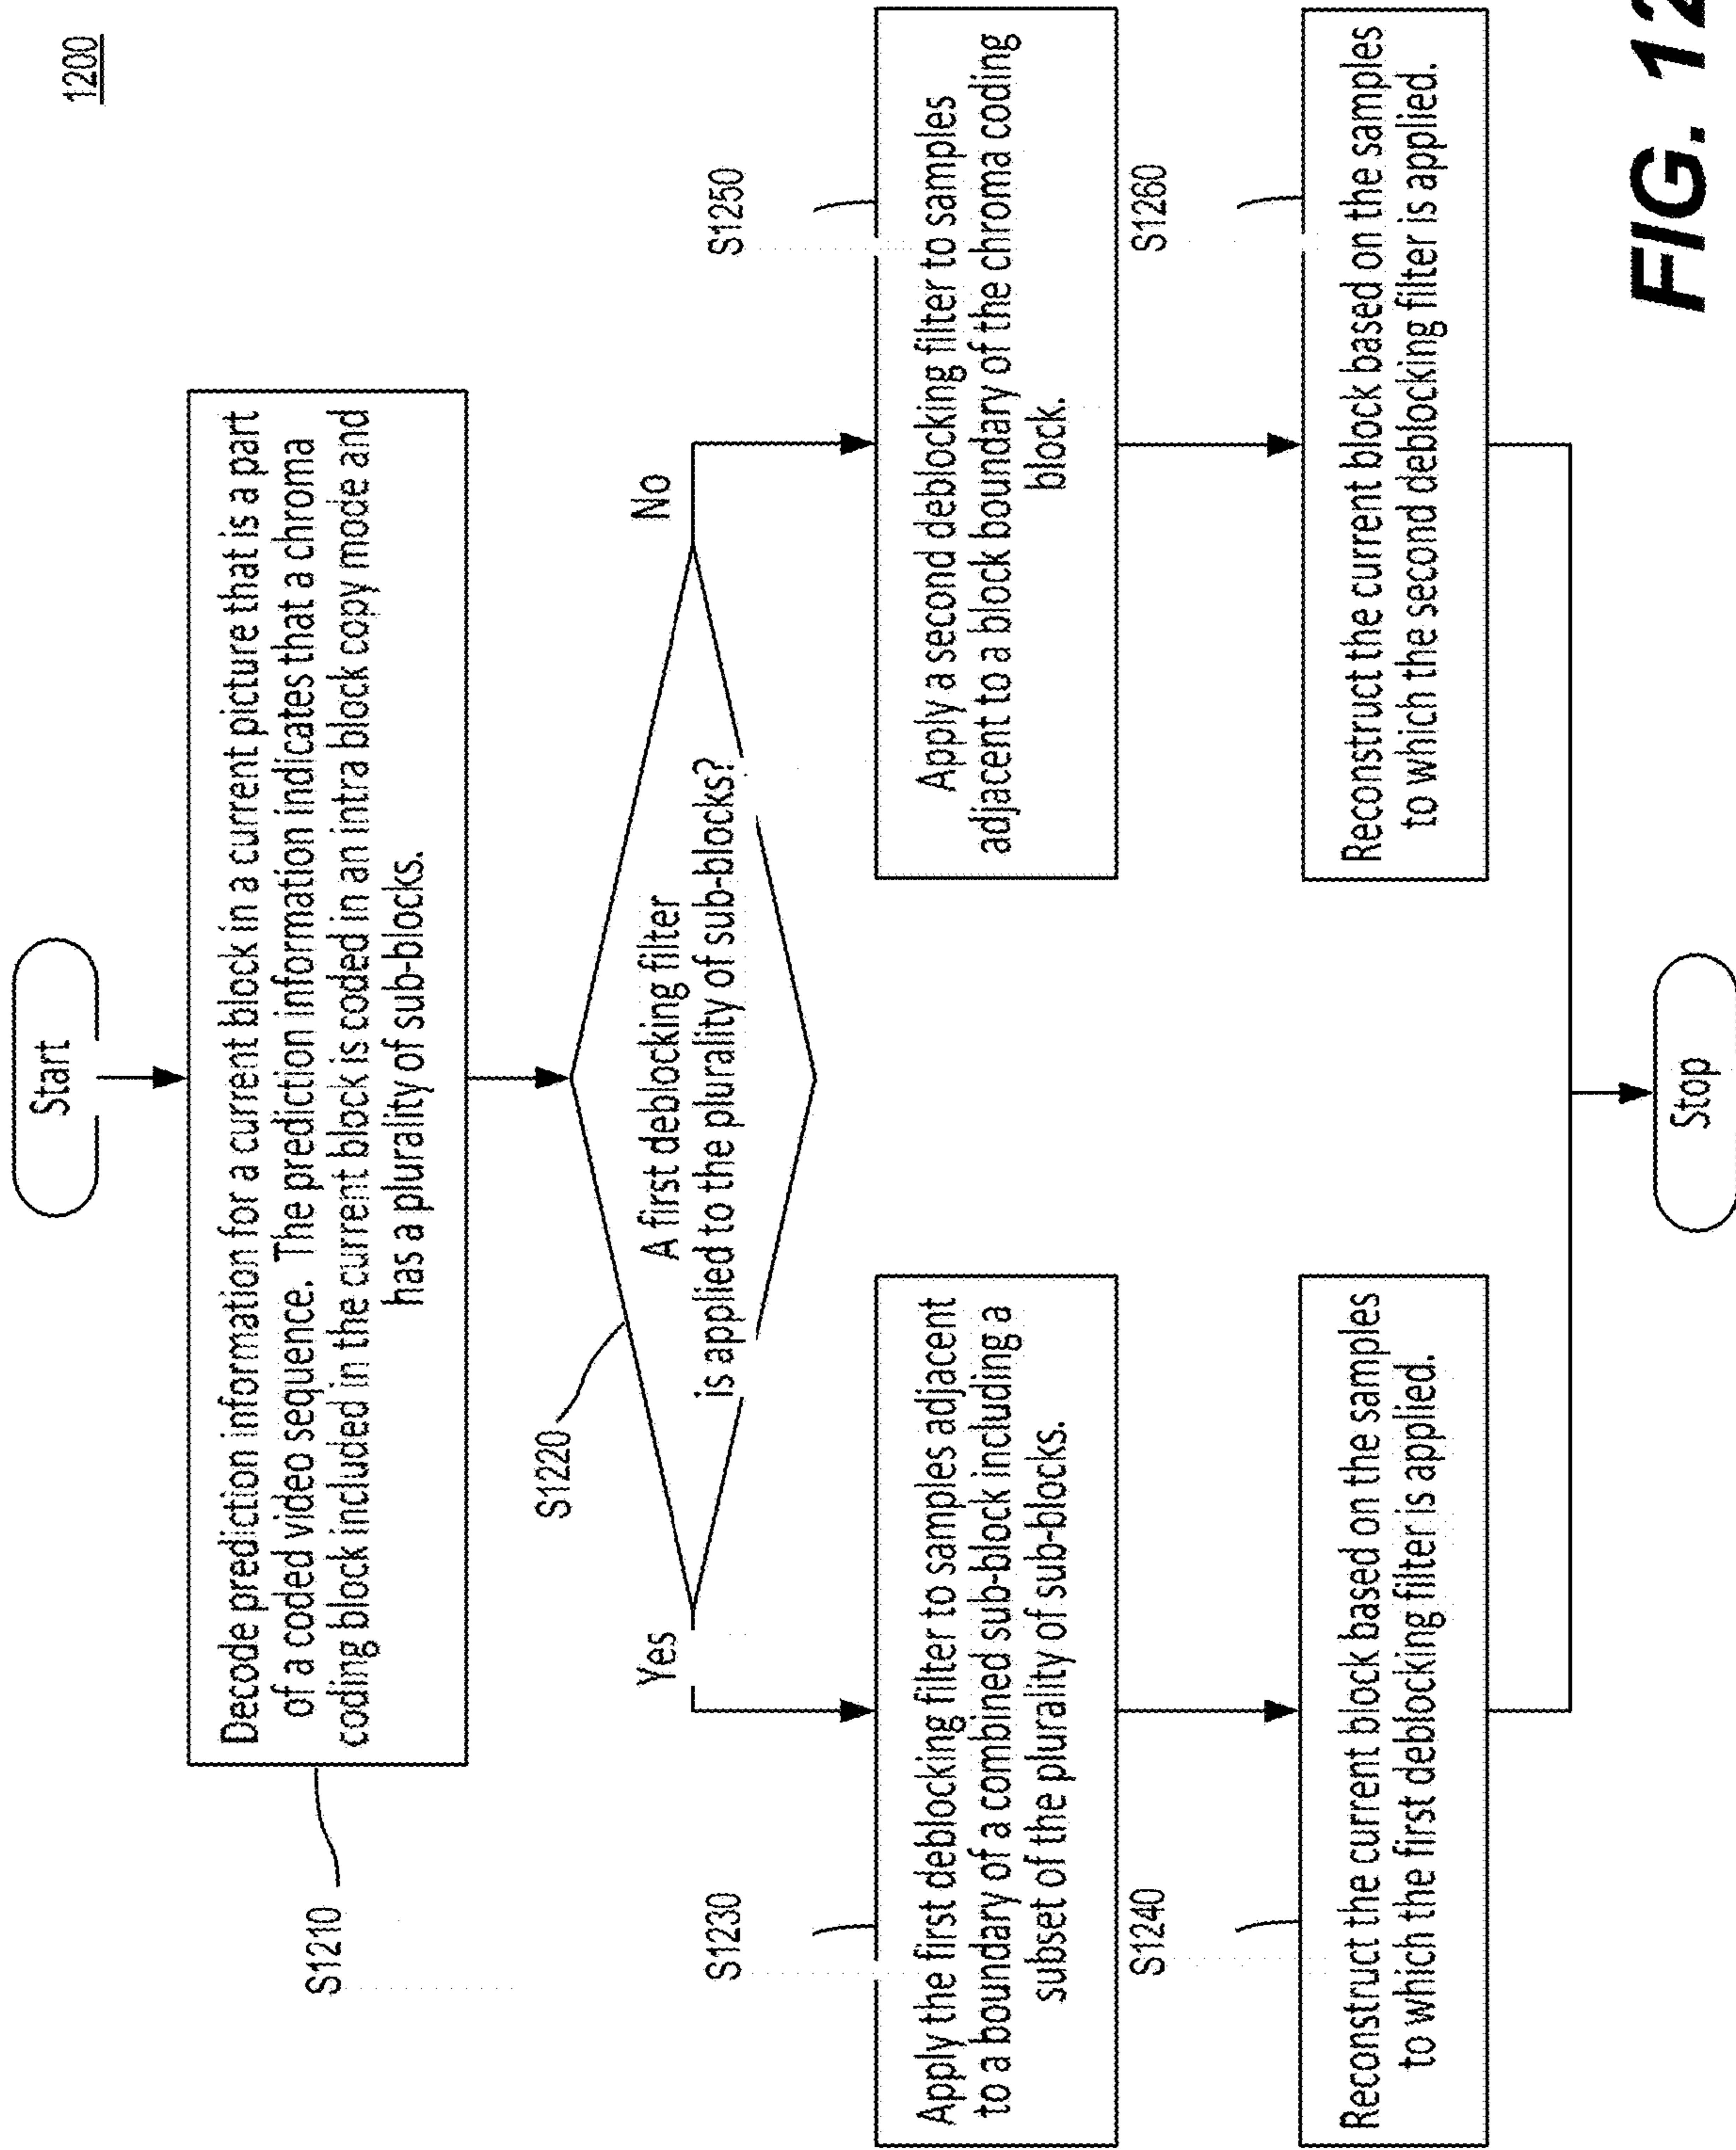 1200
Start
Decode prediction information for a current block in a current picture that is a part
of a coded video sequence. The prediction information indicates that a chroma
coding block included in the current block is coded in an intra block copy mode and
has a plurality of sub-blocks.
S1210
S1220
A first deblocking filter
is applied to the plurality of sub-blocks?
Yes
No
S1230
Apply the first deblocking filter to samples adjacent
to a boundary of a combined sub-block including a
subset of the plurality of sub-blocks.
S1250
Apply a second deblocking filter to samples
adjacent to a block boundary of the chroma coding
block.
S1240
Reconstruct the current block based on the samples
to which the first deblocking filter is applied.
S1260
Reconstruct the current block based on the samples
to which the second deblocking filter is applied.
Stop
FIG. 12